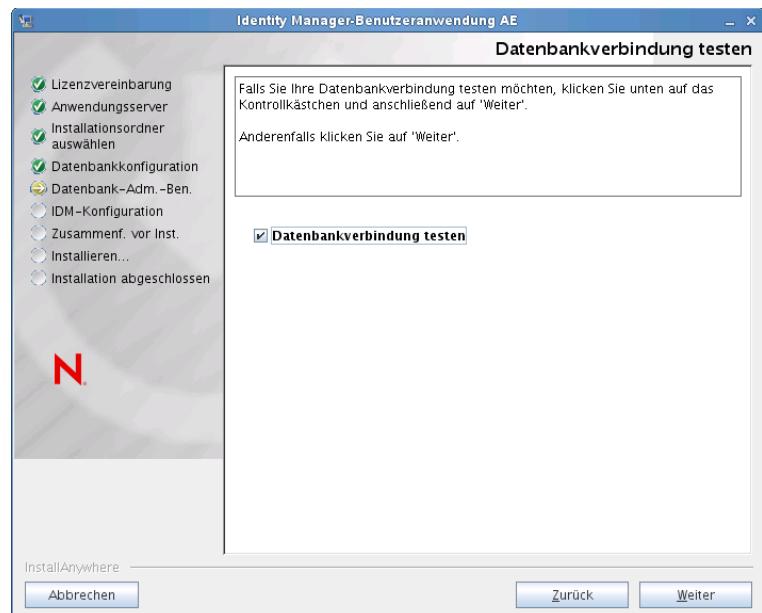 Identity Manager-Benutzeranwendung AE
Datenbankverbindung testen
Lizenzvereinbarung
Anwendungsserver
Installationsordner
auswählen
Datenbankkonfiguration
Datenbank-Adm.-Ben.
IDM-Konfiguration
Zusammenf. vor Inst.
Installieren...
Installation abgeschlossen
N
Falls Sie Ihre Datenbankverbindung testen möchten, klicken Sie unten auf das
Kontrollkästchen und anschließend auf 'Weiter'.
Anderenfalls klicken Sie auf 'Weiter'.
Datenbankverbindung testen
InstallAnywhere
Abbrechen
Zurück
Weiter